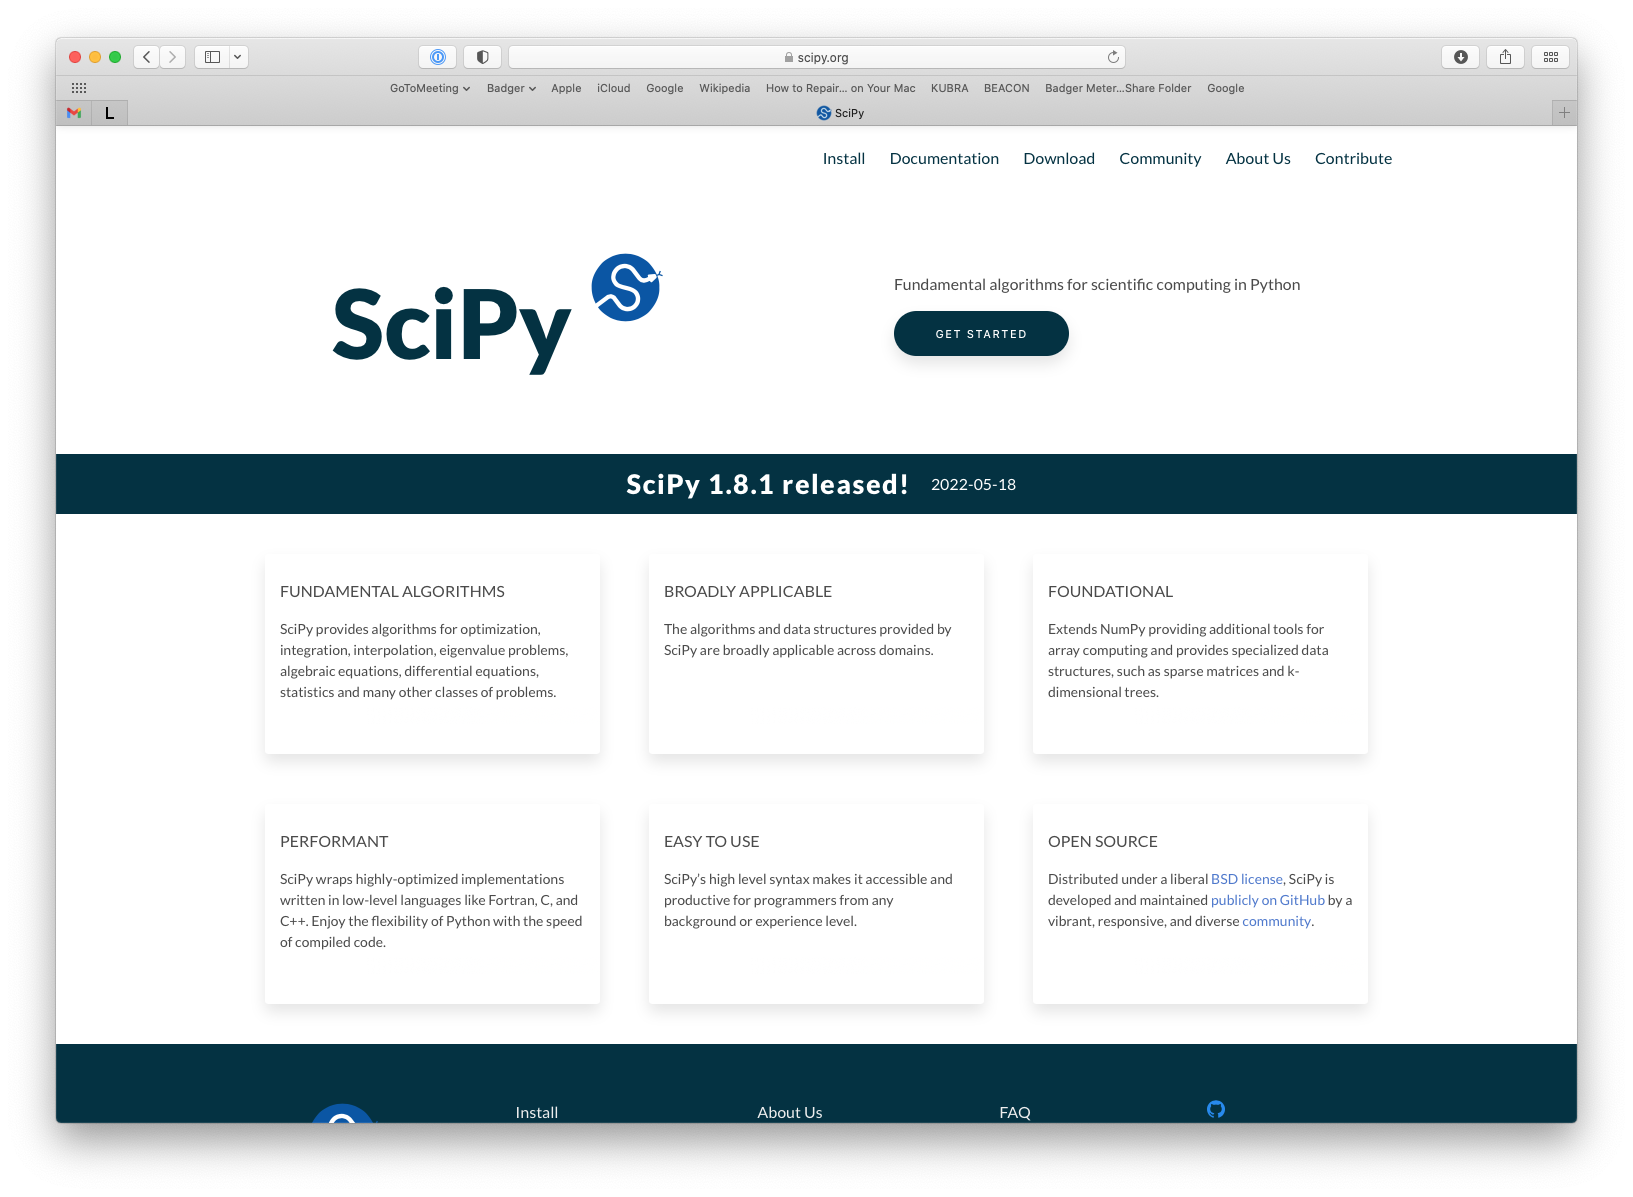 scipy.org
GoToMeeting Badger Apple iCloud Google Wikipedia How to Repair... on Your Mac KUBRA BEACON Badger Meter...Share Folder Google
L SciPy
Install Documentation Download Community About Us Contribute
SciPy
Fundamental algorithms for scientific computing in Python
GET STARTED
SciPy 1.8.1 released! 2022-05-18
FUNDAMENTAL ALGORITHMS
SciPy provides algorithms for optimization,
integration, interpolation, eigenvalue problems,
algebraic equations, differential equations,
statistics and many other classes of problems.
BROADLY APPLICABLE
The algorithms and data structures provided by
SciPy are broadly applicable across domains.
FOUNDATIONAL
Extends NumPy providing additional tools for
array computing and provides specialized data
structures, such as sparse matrices and k-
dimensional trees.
PERFORMANT
SciPy wraps highly-optimized implementations
written in low-level languages like Fortran, C, and
C++. Enjoy the flexibility of Python with the speed
of compiled code.
EASY TO USE
SciPy's high level syntax makes it accessible and
productive for programmers from any
background or experience level.
OPEN SOURCE
Distributed under a liberal BSD license, SciPy is
developed and maintained publicly on GitHub by a
vibrant, responsive, and diverse community.
Install About Us FAQ